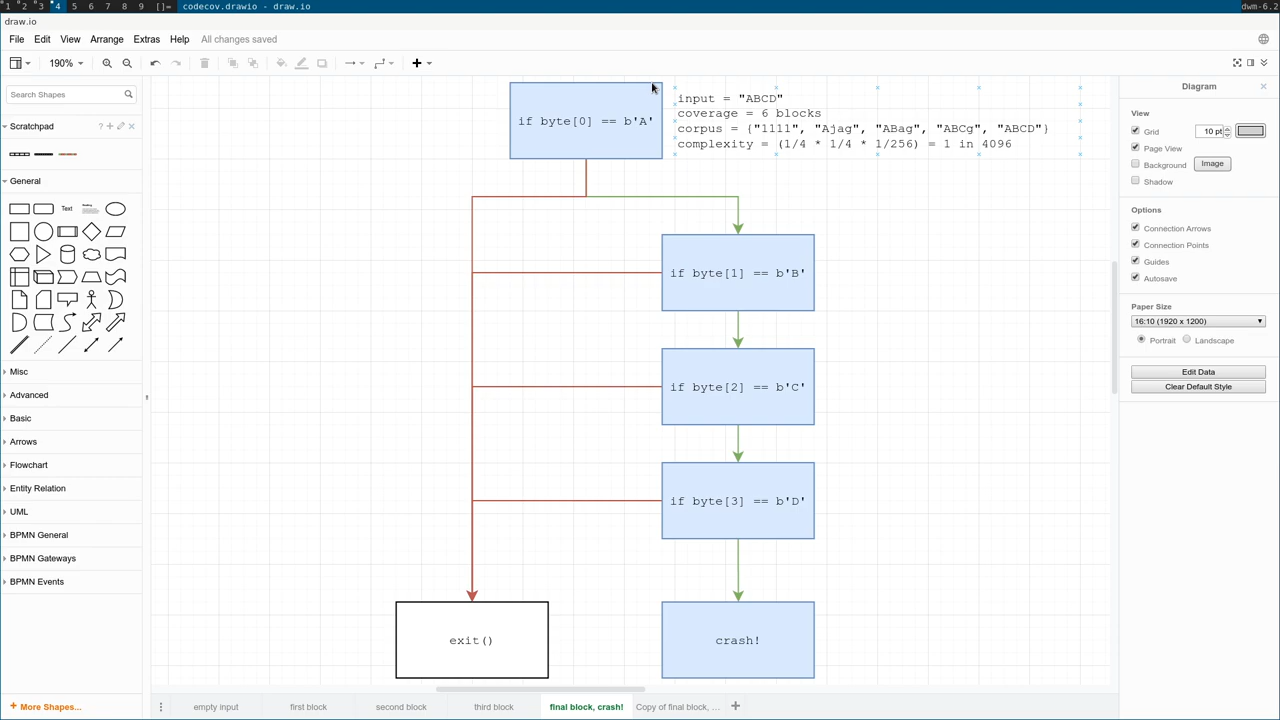 1 2 3 4 5 6 7 8 9 []= codecov.drawio - draw.io dwm-6.2
draw.io
File Edit View Arrange Extras Help All changes saved
190%
Search Shapes
Scratchpad ?
General
Text
Misc
Advanced
Basic
Arrows
Flowchart
Entity Relation
UML
BPMN General
BPMN Gateways
BPMN Events
+ More Shapes...
if byte[0] == b'A'
input = "ABCD"
coverage = 6 blocks
corpus = {"1111", "Ajag", "ABag", "ABCg", "ABCD"}
complexity = (1/4 * 1/4 * 1/256) = 1 in 4096
if byte[1] == b'B'
if byte[2] == b'C'
if byte[3] == b'D'
exit()
crash!
empty input first block second block third block final block, crash! Copy of final block, ...
Diagram
View
Grid 10 pt
Page View
Background Image
Shadow
Options
Connection Arrows
Connection Points
Guides
Autosave
Paper Size
16:10 (1920 x 1200)
Portrait Landscape
Edit Data
Clear Default Style